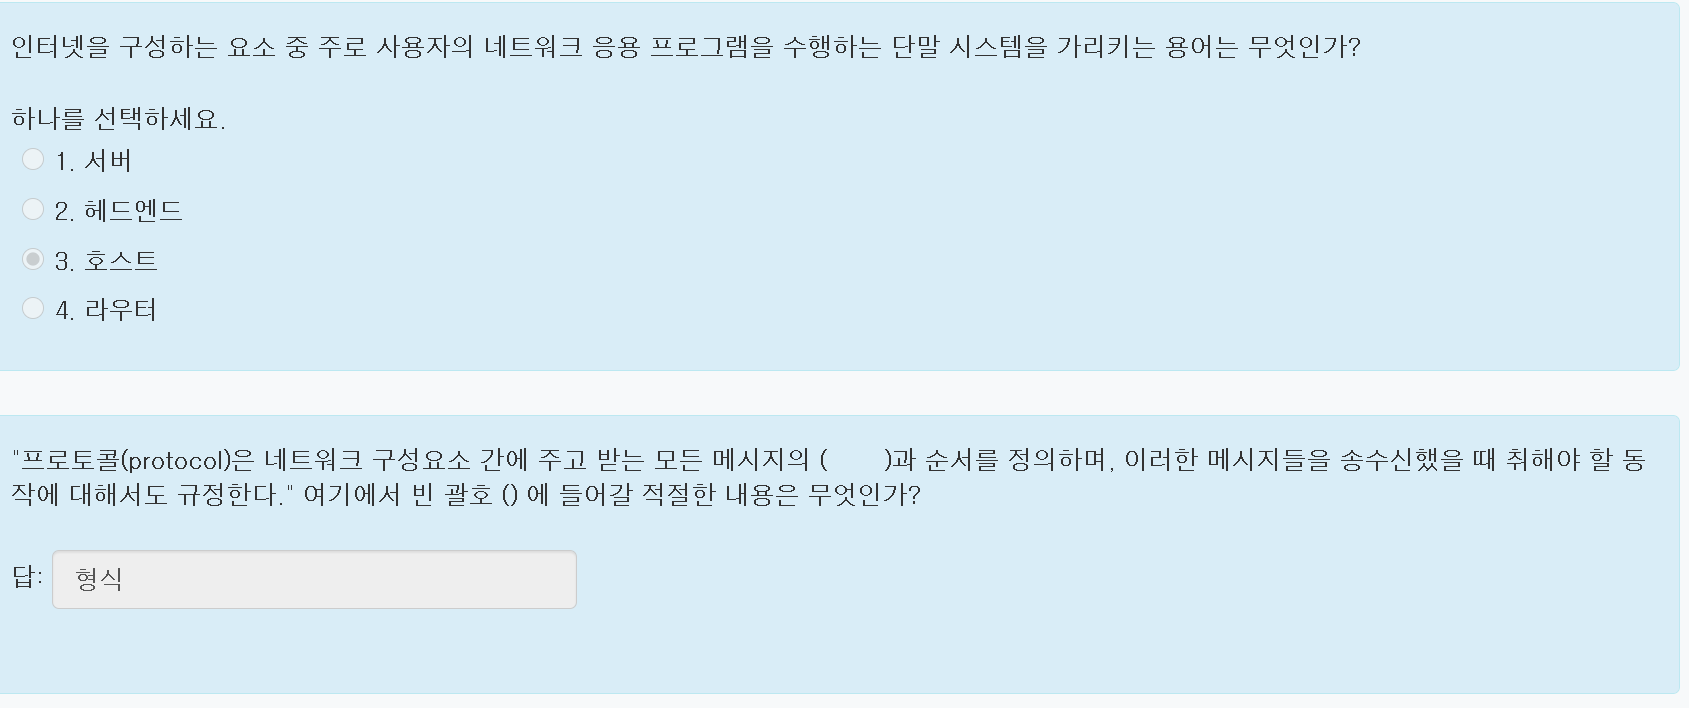 인터넷을 구성하는 요소 중 주로 사용자의 네트워크 응용 프로그램을 수행하는 단말 시스템을 가리키는 용어는 무엇인가?
하나를 선택하세요.
1. 서버
2. 헤드엔드
3. 호스트
4. 라우터
"프로토콜(protocol)은 네트워크 구성요소 간에 주고 받는 모든 메시지의 (      )과 순서를 정의하며, 이러한 메시지들을 송수신했을 때 취해야 할 동
작에 대해서도 규정한다." 여기에서 빈 괄호 () 에 들어갈 적절한 내용은 무엇인가?
답: 형식